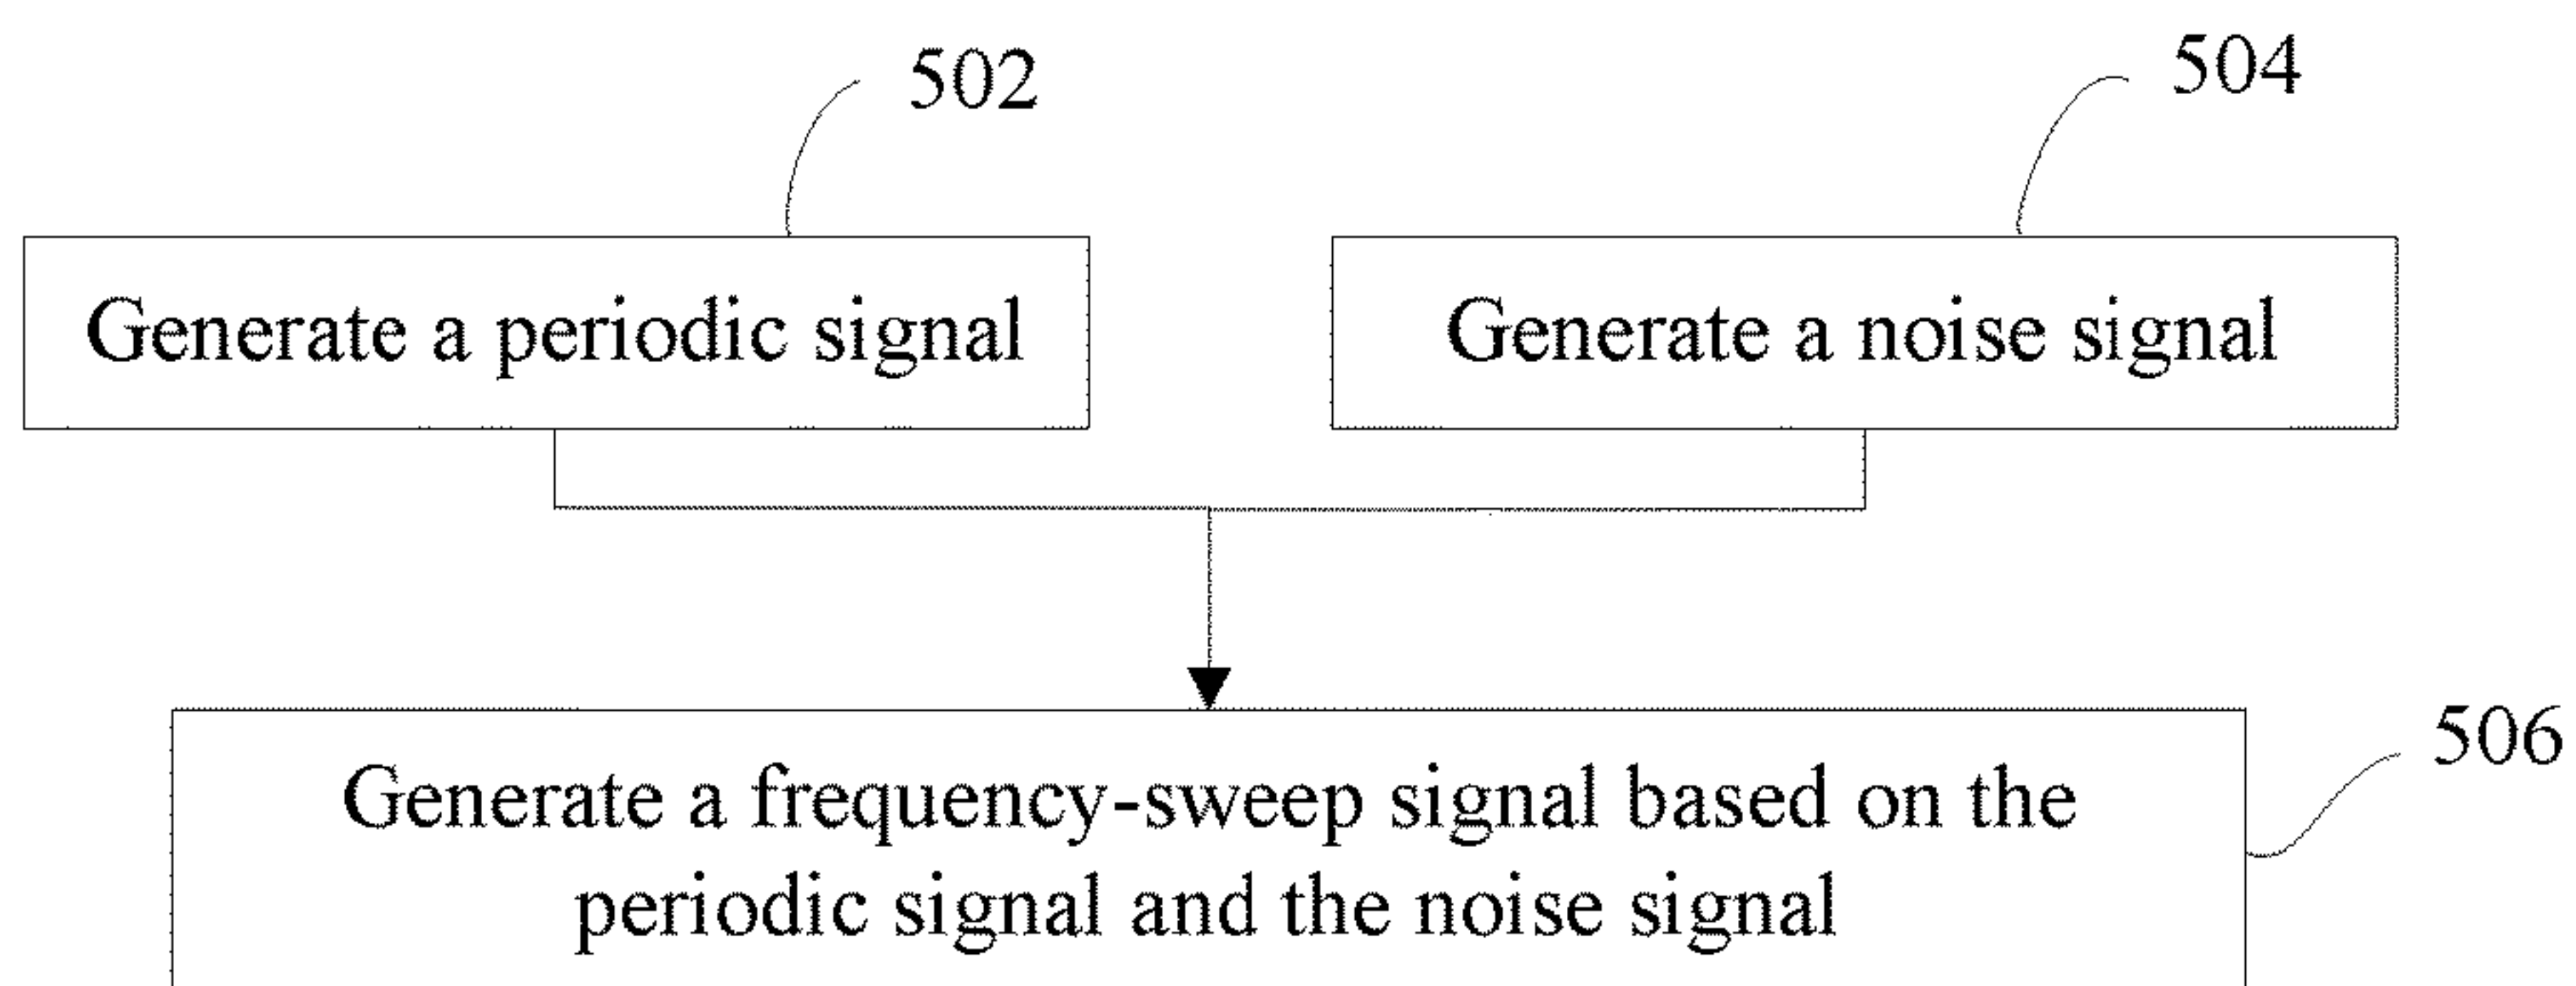 502
504
Generate a periodic signal
Generate a noise signal
506
Generate a frequency-sweep signal based on the
periodic signal and the noise signal